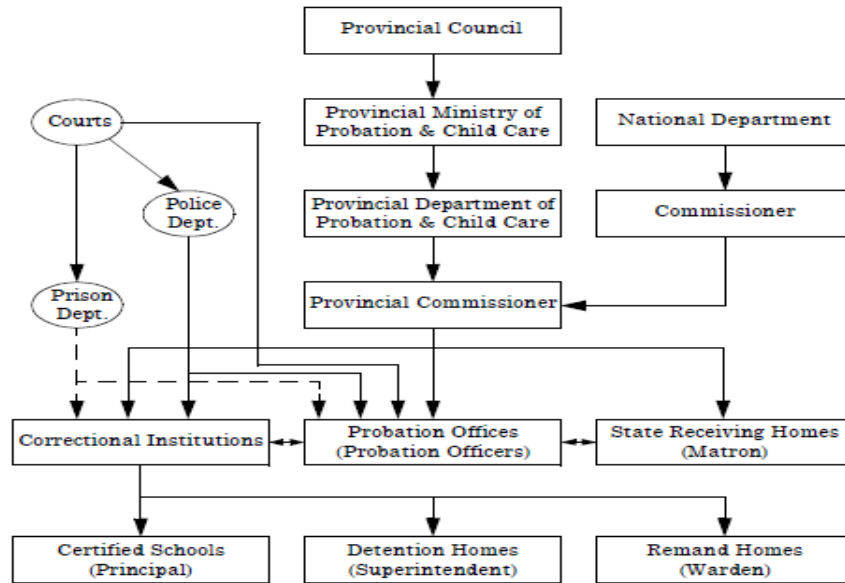 Provincial Council
Courts
Provincial Ministry of
Probation & Child Care
National Department
Police
Dept.
Provincial Department of
Probation & Child Care
Commissioner
Prison
Dept.
Provincial Commissioner
Correctional Institutions
Probation Offices
(Probation Officers)
State Receiving Homes
(Matron)
Certified Schools
(Principal)
Detention Homes
(Superintendent)
Remand Homes
(Warden)